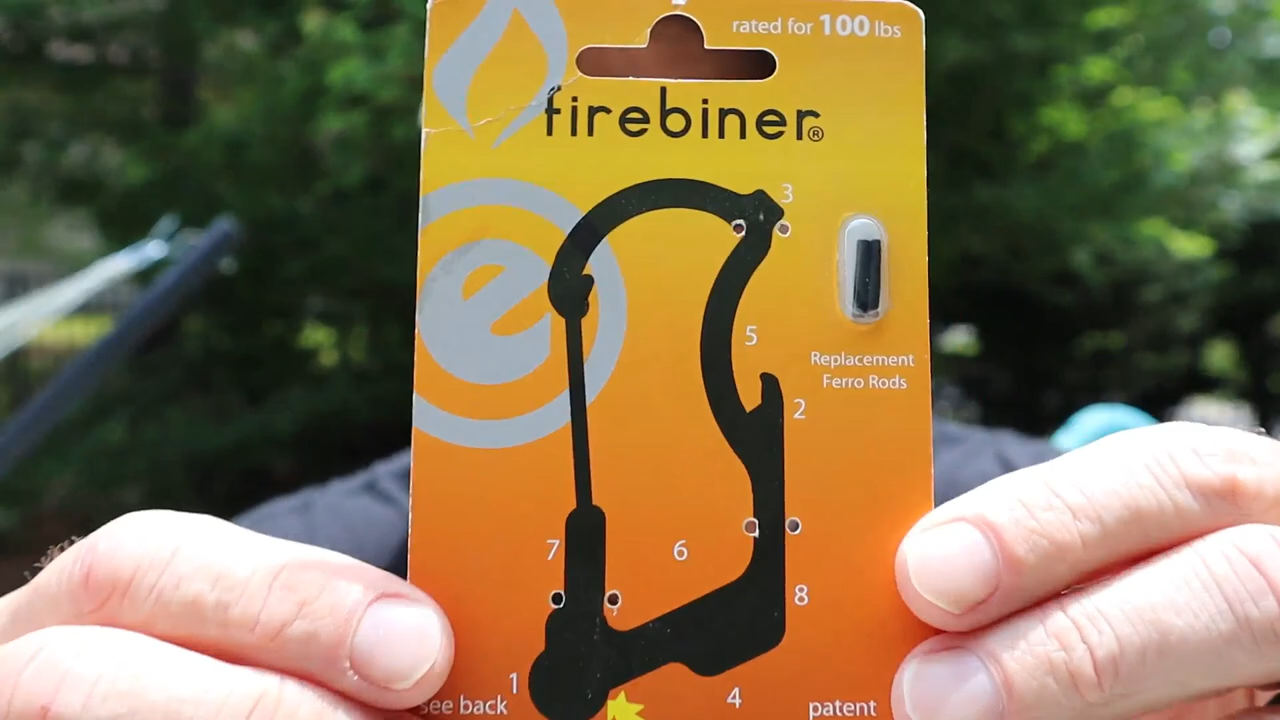 rated for 100 lbs
firebiner®
e
3
5
Replacement
Ferro Rods
2
7
6
8
1
see back
4
patent